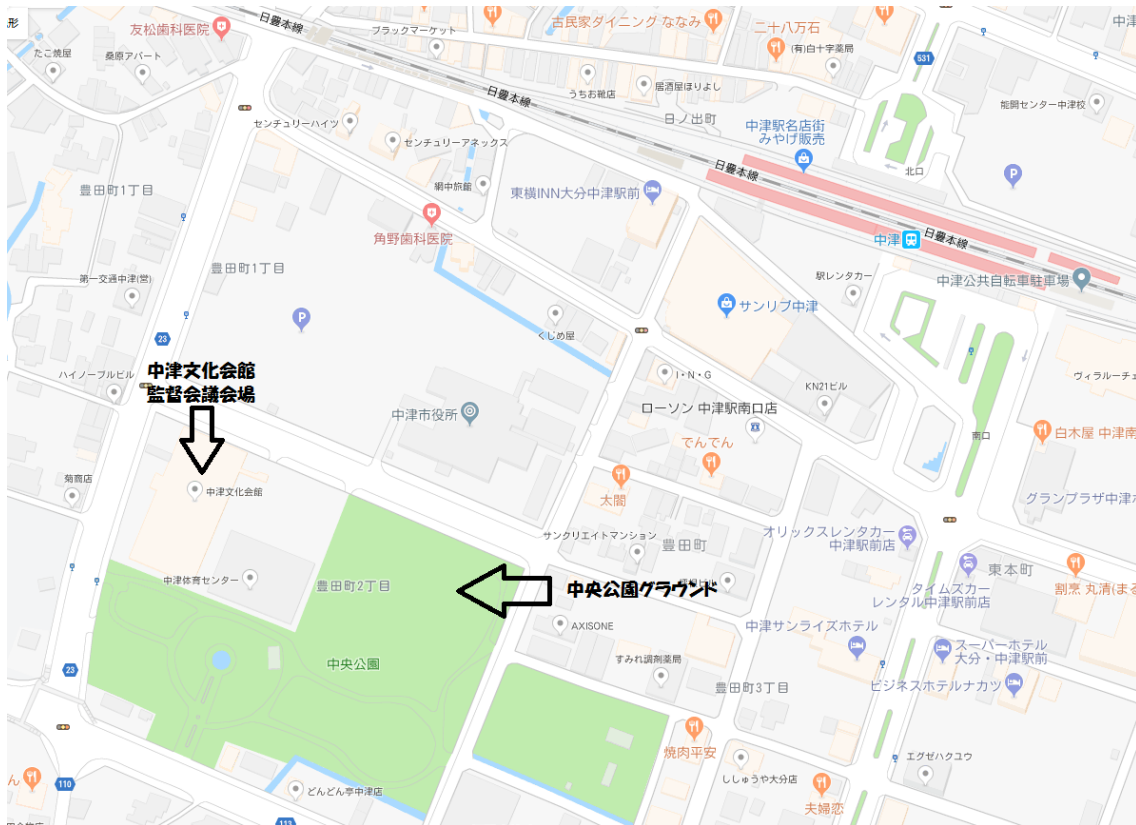 形
友松歯科医院
日豊本線
ブラックマーケット
古民家ダイニング ななみ
二十八万石
中津
たこ焼屋
桑原アパート
(有)白十字薬局
531
うちお靴店
居酒屋ほりよし
能開センター中津校
日豊本線
日ノ出町
センチュリーハイツ
センチュリーアネックス
中津駅名店街
みやげ販売
北口
日豊本線
P
豊田町1丁目
網中旅館
東横INN大分中津駅前
角野歯科医院
中津
日豊本線
豊田町1丁目
第一交通中津(営)
駅レンタカー
中津公共自転車駐車場
サンリブ中津
P
くじめ屋
23
中津文化会館
監督会議会場
ハイノーブルビル
I・N・G
KN21ビル
ヴィラルーチェ
中津市役所
ローソン 中津駅南口店
でんでん
南口
白木屋 中津南
菊商店
中津文化会館
太閤
グランプラザ中津ホ
サンクリエイトマンション
豊田町
オリックスレンタカー
中津駅前店
中津体育センター
豊田町2丁目
中央公園グラウンド
東本町
タイムズカー
レンタル中津駅前店
割烹 丸清(まる
AXISONE
中津サンライズホテル
スーパーホテル
大分・中津駅前
中央公園
すみれ調剤薬局
23
豊田町3丁目
ビジネスホテルナカツ
焼肉平安
エグゼハクユウ
ん
110
どんどん亭中津店
ししゅうや大分店
夫婦恋
113